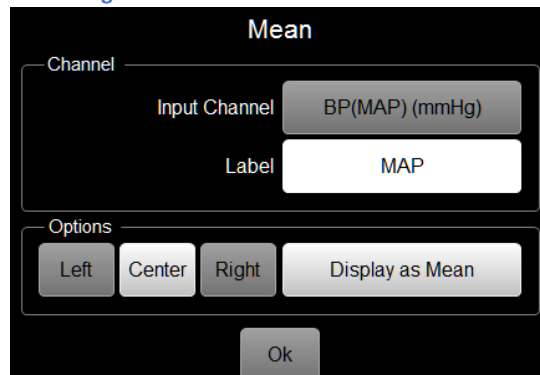 Mean
Channel
Input Channel BP(MAP) (mmHg)
Label MAP
Options
Left Center Right Display as Mean
Ok